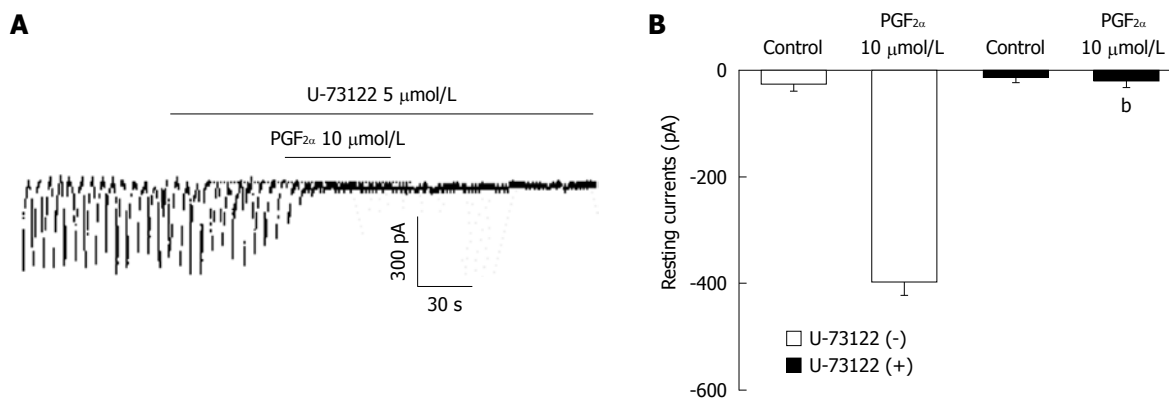 A
U-73122 5 μmol/L
PGF2α 10 μmol/L
300 pA
30 s
B
PGF2α PGF2α
Control 10 μmol/L Control 10 μmol/L
0
-200
-400
-600
Resting currents (pA)
b
U-73122 (-)
U-73122 (+)